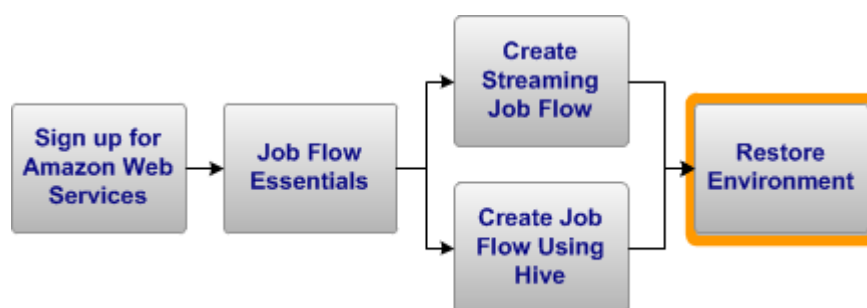 Sign up for
Amazon Web
Services
Job Flow
Essentials
Create
Streaming
Job Flow
Create Job
Flow Using
Hive
Restore
Environment